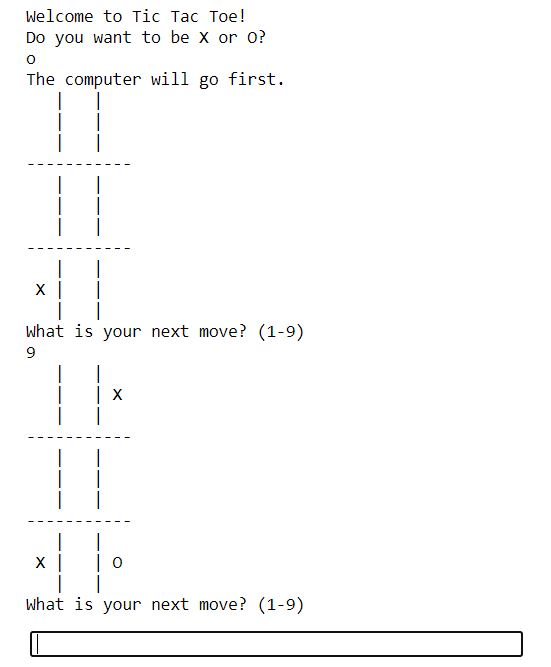 Welcome to Tic Tac Toe!
Do you want to be X or O?
o
The computer will go first.
   |   |
   |   |
   |   |
-----------
   |   |
   |   |
   |   |
-----------
   |   |
 X |   |
   |   |
What is your next move? (1-9)
9
   |   |
   |   | X
   |   |
-----------
   |   |
   |   |
   |   |
-----------
   |   |
 X |   | O
   |   |
What is your next move? (1-9)